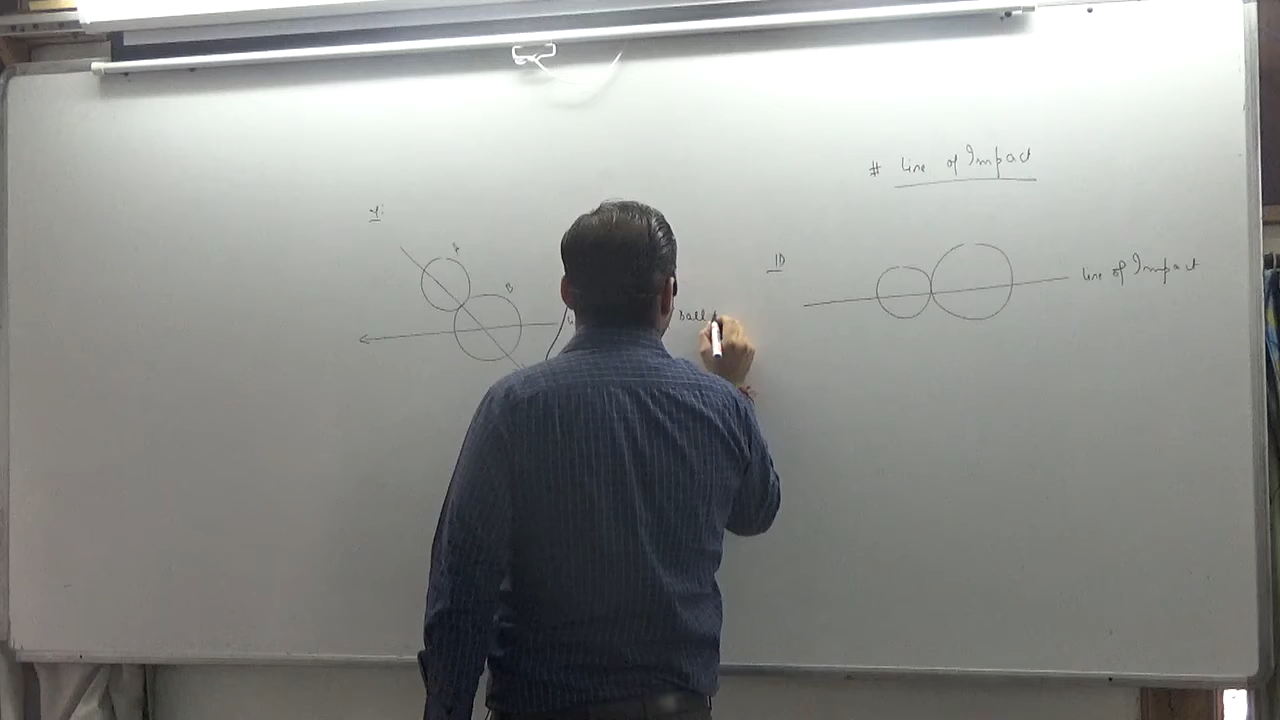 # Line of Impact
A
B
1D
Line of Impact
Ball